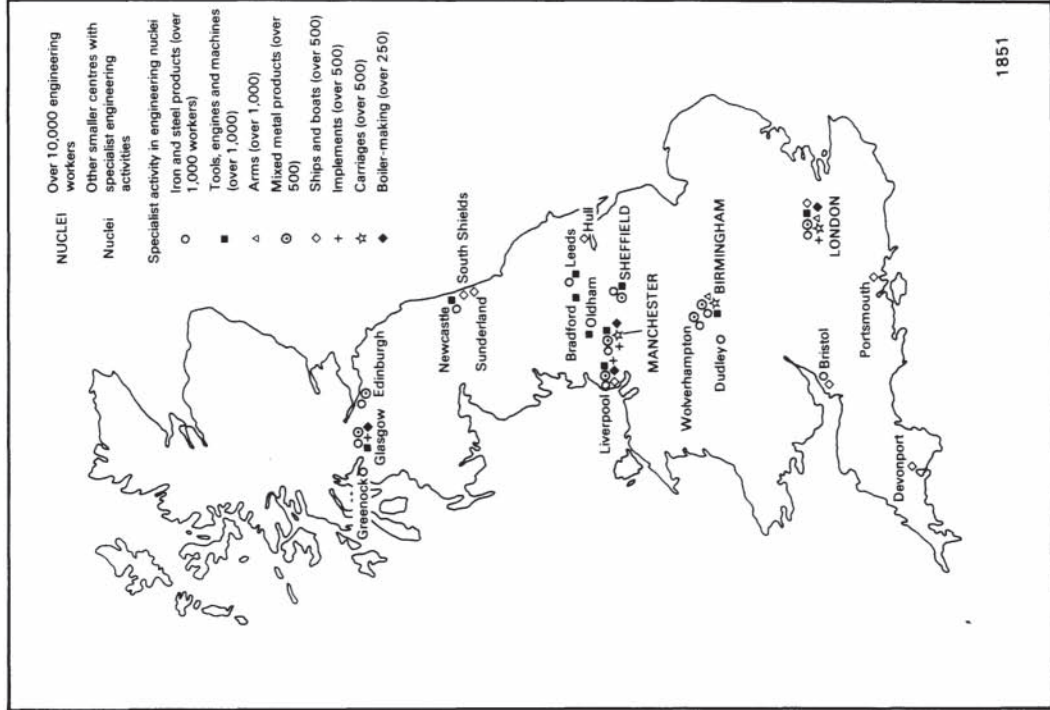 NUCLEI Over 10,000 engineering
workers
Nuclei Other smaller centres with
specialist engineering
activities
Specialist activity in engineering nuclei
Iron and steel products (over
1,000 workers)
Tools, engines and machines
(over 1,000)
Arms (over 1,000)
Mixed metal products (over
500)
Ships and boats (over 500)
Implements (over 500)
Carriages (over 500)
Boiler-making (over 250)
Greenock
Glasgow
Edinburgh
Newcastle
South Shields
Sunderland
Bradford
Leeds
Oldham
Hull
Liverpool
SHEFFIELD
MANCHESTER
Wolverhampton
Dudley
BIRMINGHAM
Bristol
LONDON
Portsmouth
Devonport
1851